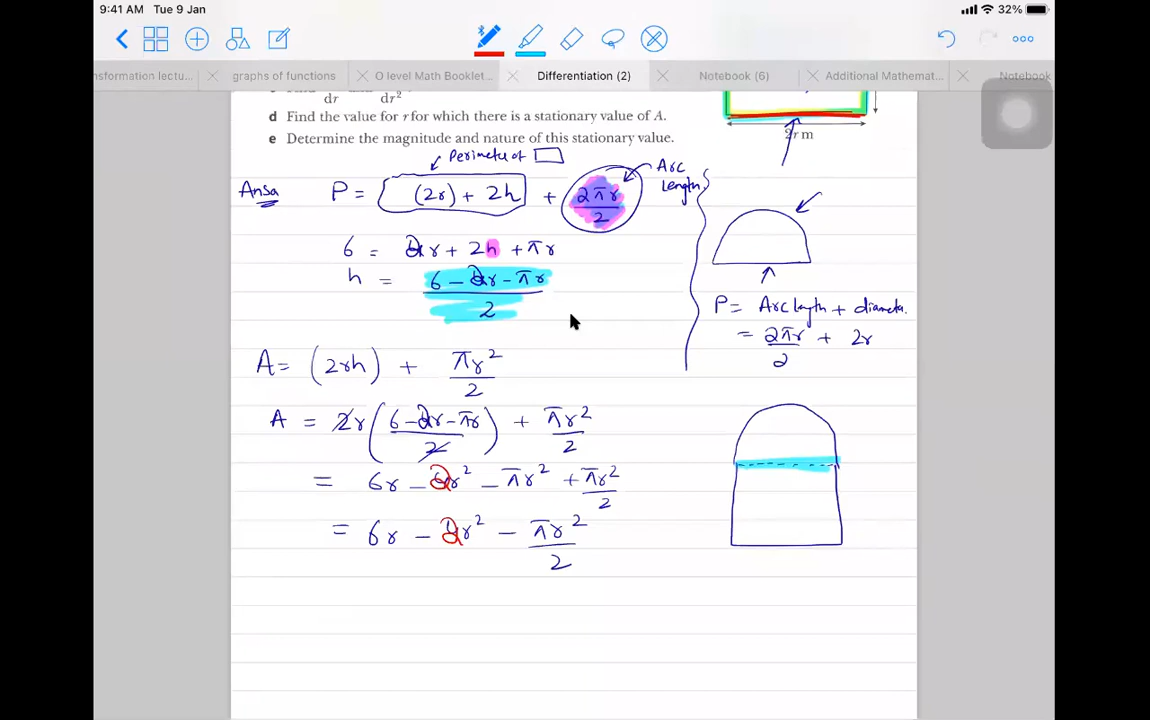 9:41 AM Tue 9 Jan
32%
nsformation lectu...
graphs of functions
O level Math Booklet...
Differentiation (2)
Notebook (6)
Additional Mathemat...
Notebook
dr dr²
d Find the value for r for which there is a stationary value of A.
e Determine the magnitude and nature of this stationary value.
2r m
Perimeter of
Arc length
Ansa P = (2r) + 2h + 2πr/2
6 = 2r + 2h + πr
h = 6 - 2r - πr / 2
P = Arc length + diameter
= 2πr/2 + 2r
A = (2rh) + πr²/2
A = 2r(6 - 2r - πr / 2) + πr²/2
= 6r - 2r² - πr² + πr²/2
= 6r - 2r² - πr²/2